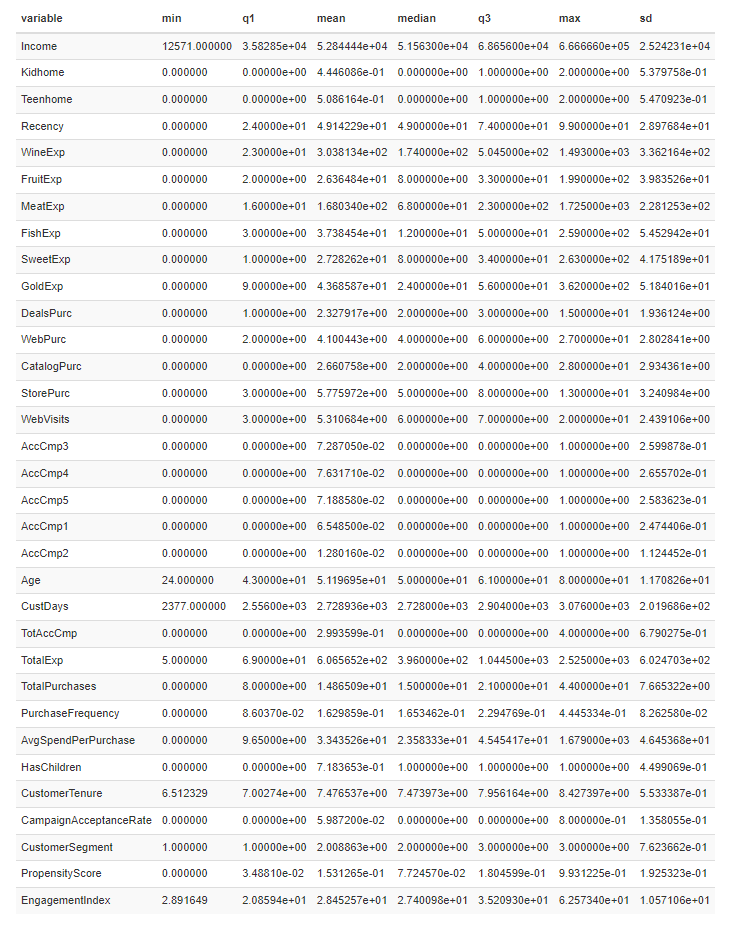 variable min q1 mean median q3 max sd
Income 12571.000000 3.58285e+04 5.284444e+04 5.156300e+04 6.865600e+04 6.666660e+05 2.524231e+04
Kidhome 0.000000 0.00000e+00 4.446086e-01 0.000000e+00 1.000000e+00 2.000000e+00 5.379758e-01
Teenhome 0.000000 0.00000e+00 5.086164e-01 0.000000e+00 1.000000e+00 2.000000e+00 5.470923e-01
Recency 0.000000 2.40000e+01 4.914229e+01 4.900000e+01 7.400000e+01 9.900000e+01 2.897684e+01
WineExp 0.000000 2.30000e+01 3.038134e+02 1.740000e+02 5.045000e+02 1.493000e+03 3.362164e+02
FruitExp 0.000000 2.00000e+00 2.636484e+01 8.000000e+00 3.300000e+01 1.990000e+02 3.983526e+01
MeatExp 0.000000 1.60000e+01 1.680340e+02 6.800000e+01 2.300000e+02 1.725000e+03 2.281253e+02
FishExp 0.000000 3.00000e+00 3.738454e+01 1.200000e+01 5.000000e+01 2.590000e+02 5.452942e+01
SweetExp 0.000000 1.00000e+00 2.728262e+01 8.000000e+00 3.400000e+01 2.630000e+02 4.175189e+01
GoldExp 0.000000 9.00000e+00 4.368587e+01 2.400000e+01 5.600000e+01 3.620000e+02 5.184016e+01
DealsPurc 0.000000 1.00000e+00 2.327917e+00 2.000000e+00 3.000000e+00 1.500000e+01 1.936124e+00
WebPurc 0.000000 2.00000e+00 4.100443e+00 4.000000e+00 6.000000e+00 2.700000e+01 2.802841e+00
CatalogPurc 0.000000 0.00000e+00 2.660758e+00 2.000000e+00 4.000000e+00 2.800000e+01 2.934361e+00
StorePurc 0.000000 3.00000e+00 5.775972e+00 5.000000e+00 8.000000e+00 1.300000e+01 3.240984e+00
WebVisits 0.000000 3.00000e+00 5.310684e+00 6.000000e+00 7.000000e+00 2.000000e+01 2.439106e+00
AccCmp3 0.000000 0.00000e+00 7.287050e-02 0.000000e+00 0.000000e+00 1.000000e+00 2.599878e-01
AccCmp4 0.000000 0.00000e+00 7.631710e-02 0.000000e+00 0.000000e+00 1.000000e+00 2.655702e-01
AccCmp5 0.000000 0.00000e+00 7.188580e-02 0.000000e+00 0.000000e+00 1.000000e+00 2.583623e-01
AccCmp1 0.000000 0.00000e+00 6.548500e-02 0.000000e+00 0.000000e+00 1.000000e+00 2.474406e-01
AccCmp2 0.000000 0.00000e+00 1.280160e-02 0.000000e+00 0.000000e+00 1.000000e+00 1.124452e-01
Age 24.000000 4.30000e+01 5.119695e+01 5.000000e+01 6.100000e+01 8.000000e+01 1.170826e+01
CustDays 2377.000000 2.55600e+03 2.728936e+03 2.728000e+03 2.904000e+03 3.076000e+03 2.019686e+02
TotAccCmp 0.000000 0.00000e+00 2.993599e-01 0.000000e+00 0.000000e+00 4.000000e+00 6.790275e-01
TotalExp 5.000000 6.90000e+01 6.065652e+02 3.960000e+02 1.044500e+03 2.525000e+03 6.024703e+02
TotalPurchases 0.000000 8.00000e+00 1.486509e+01 1.500000e+01 2.100000e+01 4.400000e+01 7.665322e+00
PurchaseFrequency 0.000000 8.60370e-02 1.629859e-01 1.653462e-01 2.294769e-01 4.445334e-01 8.262580e-02
AvgSpendPerPurchase 0.000000 9.65000e+00 3.343526e+01 2.358333e+01 4.545417e+01 1.679000e+03 4.645368e+01
HasChildren 0.000000 0.00000e+00 7.183653e-01 1.000000e+00 1.000000e+00 1.000000e+00 4.499069e-01
CustomerTenure 6.512329 7.00274e+00 7.476537e+00 7.473973e+00 7.956164e+00 8.427397e+00 5.533387e-01
CampaignAcceptanceRate 0.000000 0.00000e+00 5.987200e-02 0.000000e+00 0.000000e+00 8.000000e-01 1.358055e-01
CustomerSegment 1.000000 1.00000e+00 2.008863e+00 2.000000e+00 3.000000e+00 3.000000e+00 7.623662e-01
PropensityScore 0.000000 3.48810e-02 1.531265e-01 7.724570e-02 1.804599e-01 9.931225e-01 1.925323e-01
EngagementIndex 2.891649 2.08594e+01 2.845257e+01 2.740098e+01 3.520930e+01 6.257340e+01 1.057106e+01